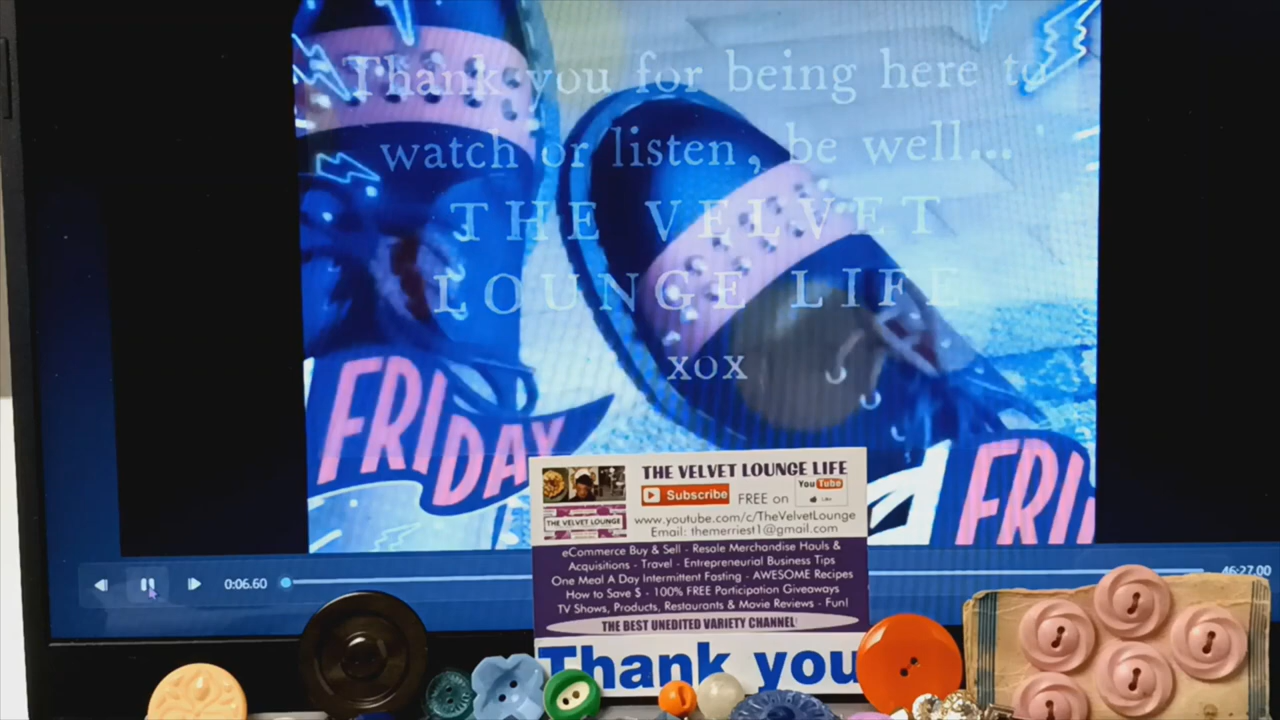 Thank you for being here to
watch or listen, be well...
THE VELVET
LOUNGE LIFE
xox
FRIDAY
FRI
THE VELVET LOUNGE LIFE
Subscribe FREE on YouTube
Like
THE VELVET LOUNGE
www.youtube.com/c/TheVelvetLounge
Email: themerriest1@gmail.com
eCommerce Buy & Sell - Resale Merchandise Hauls &
Acquisitions - Travel - Entrepreneurial Business Tips
One Meal A Day Intermittent Fasting - AWESOME Recipes
How to Save $ - 100% FREE Participation Giveaways
TV Shows, Products, Restaurants & Movie Reviews - Fun!
THE BEST UNEDITED VARIETY CHANNEL!
0:06.60
46:27.00
Thank you